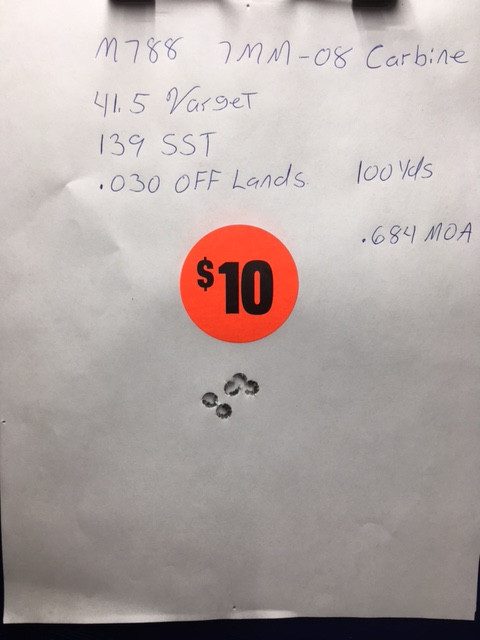 M788 7MM-08 Carbine
41.5 Varget
139 SST
.030 OFF Lands. 100 Yds
.684 MOA
$10